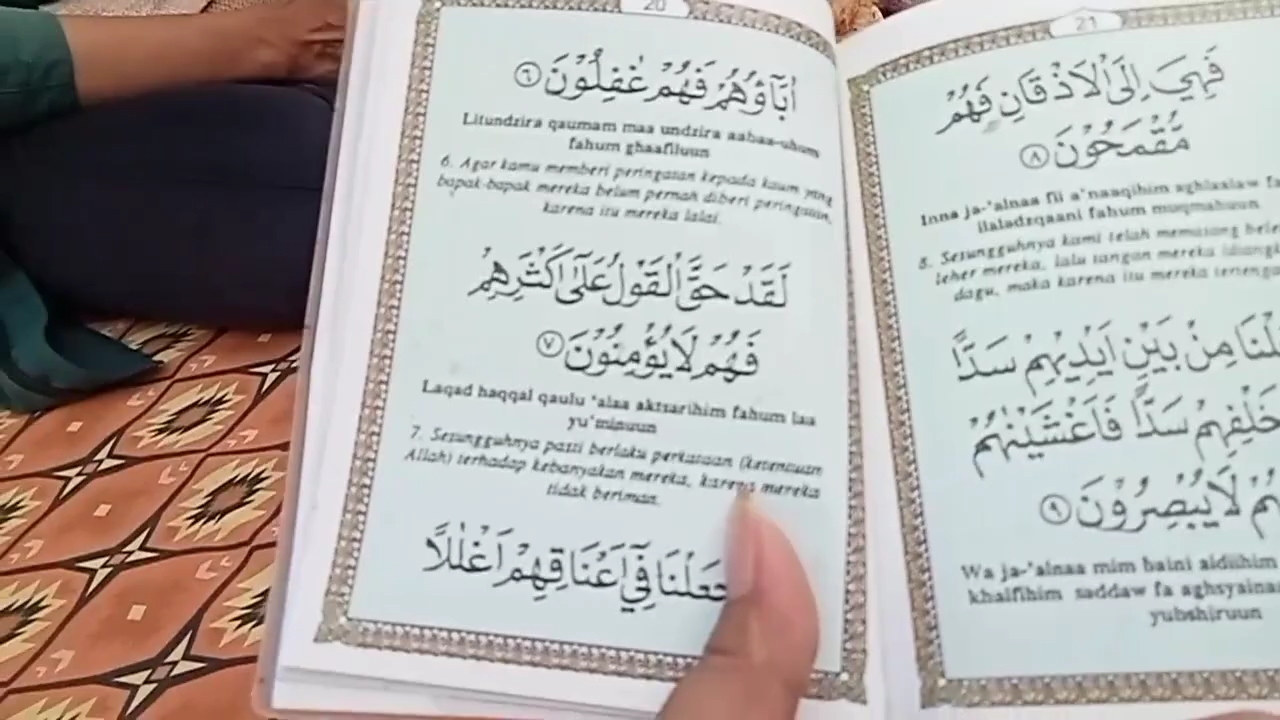 20
اٰبَآؤُهُمْ فَهُمْ غٰفِلُوْنَ ٦
Litundzira qaumam maa undzira aabaa-uhum
fahum ghaafiluun
6. Agar kamu memberi peringatan kepada kaum yang
bapak-bapak mereka belum pernah diberi peringatan,
karena itu mereka lalai.
لَقَدْ حَقَّ الْقَوْلُ عَلٰٓى اَكْثَرِهِمْ
فَهُمْ لَا يُؤْمِنُوْنَ ٧
Laqad haqqal qaulu 'alaa aktsarihim fahum laa
yu'minuun
7. Sesungguhnya pasti berlaku perkataan (ketentuan
Allah) terhadap kebanyakan mereka, karena mereka
tidak beriman.
جَعَلْنَا فِيْٓ اَعْنَاقِهِمْ اَغْلٰلًا
21
فَهِيَ اِلَى الْاَذْقَانِ فَهُمْ
مُّقْمَحُوْنَ ٨
Inna ja-'alnaa fii a'naaqihim aghlaalaw fa
ilaladzqaani fahum muqmahuun
8. Sesungguhnya kami telah memasang bele
leher mereka, lalu tangan mereka diangk
dagu, maka karena itu mereka tertenga
مِنْۢ بَيْنِ اَيْدِيْهِمْ سَدًّا
خَلْفِهِمْ سَدًّا فَاَغْشَيْنٰهُمْ
لَا يُبْصِرُوْنَ ٩
Wa ja-'alnaa mim baini aidiihim
khalfihim saddaw fa aghsyaina
yubshiruun